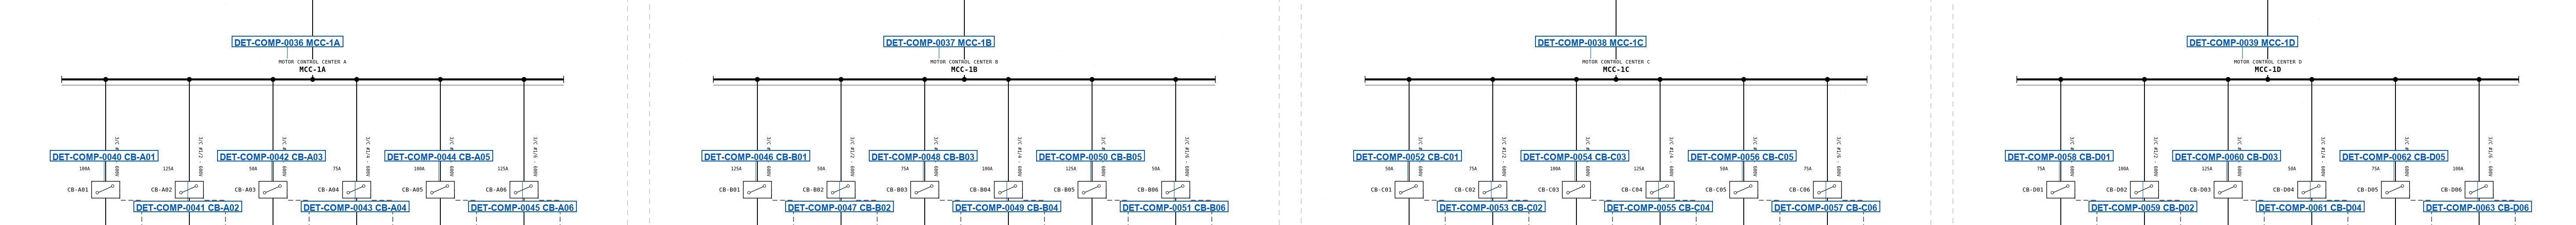 DET-COMP-0036 MCC-1A
DET-COMP-0037 MCC-1B
DET-COMP-0038 MCC-1C
DET-COMP-0039 MCC-1D
MOTOR CONTROL CENTER A
MCC-1A
MOTOR CONTROL CENTER B
MCC-1B
MOTOR CONTROL CENTER C
MCC-1C
MOTOR CONTROL CENTER D
MCC-1D
DET-COMP-0040 CB-A01
DET-COMP-0042 CB-A03
DET-COMP-0044 CB-A05
DET-COMP-0046 CB-B01
DET-COMP-0048 CB-B03
DET-COMP-0050 CB-B05
DET-COMP-0052 CB-C01
DET-COMP-0054 CB-C03
DET-COMP-0056 CB-C05
DET-COMP-0058 CB-D01
DET-COMP-0060 CB-D03
DET-COMP-0062 CB-D05
100A
125A
50A
75A
100A
125A
125A
50A
75A
100A
125A
50A
50A
75A
100A
125A
50A
75A
75A
100A
125A
50A
75A
100A
CB-A01
CB-A02
CB-A03
CB-A04
CB-A05
CB-A06
CB-B01
CB-B02
CB-B03
CB-B04
CB-B05
CB-B06
CB-C01
CB-C02
CB-C03
CB-C04
CB-C05
CB-C06
CB-D01
CB-D02
CB-D03
CB-D04
CB-D05
CB-D06
DET-COMP-0041 CB-A02
DET-COMP-0043 CB-A04
DET-COMP-0045 CB-A06
DET-COMP-0047 CB-B02
DET-COMP-0049 CB-B04
DET-COMP-0051 CB-B06
DET-COMP-0053 CB-C02
DET-COMP-0055 CB-C04
DET-COMP-0057 CB-C06
DET-COMP-0059 CB-D02
DET-COMP-0061 CB-D04
DET-COMP-0063 CB-D06